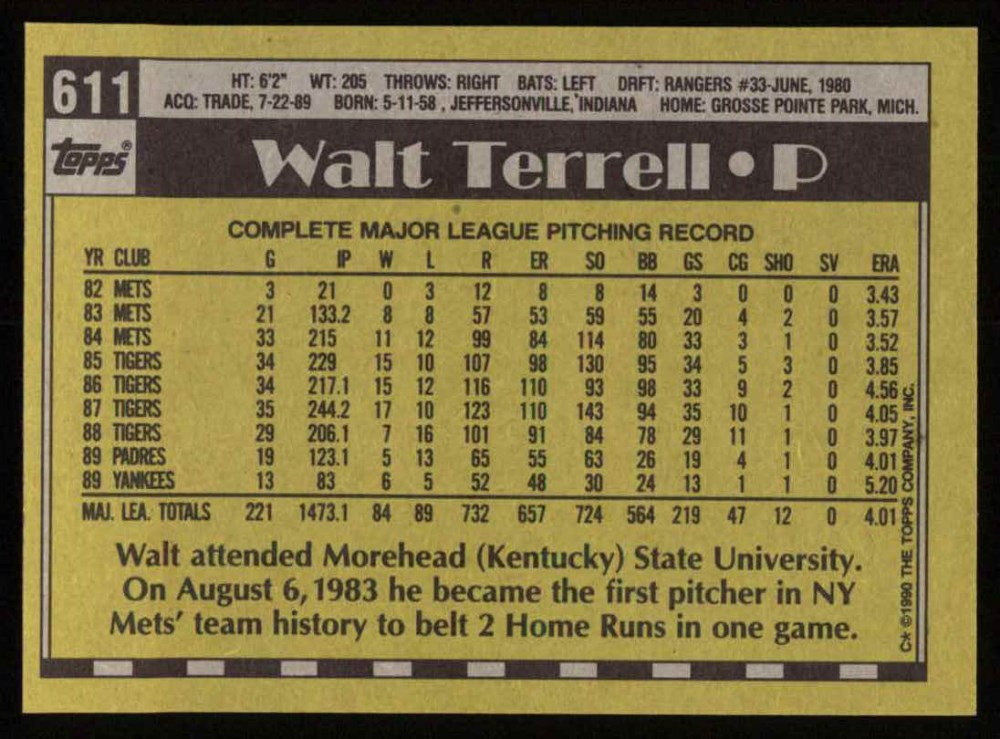 611
HT: 6'2" WT: 205 THROWS: RIGHT BATS: LEFT DRFT: RANGERS #33-JUNE, 1980
ACQ: TRADE, 7-22-89 BORN: 5-11-58, JEFFERSONVILLE, INDIANA HOME: GROSSE POINTE PARK, MICH.
topps®
Walt Terrell • P
COMPLETE MAJOR LEAGUE PITCHING RECORD
YR CLUB G IP W L R ER SO BB GS CG SHO SV ERA
82 METS 3 21 0 3 12 8 8 14 3 0 0 0 3.43
83 METS 21 133.2 8 8 57 53 59 55 20 4 2 0 3.57
84 METS 33 215 11 12 99 84 114 80 33 3 1 0 3.52
85 TIGERS 34 229 15 10 107 98 130 95 34 5 3 0 3.85
86 TIGERS 34 217.1 15 12 116 110 93 98 33 9 2 0 4.56
87 TIGERS 35 244.2 17 10 123 110 143 94 35 10 1 0 4.05
88 TIGERS 29 206.1 7 16 101 91 84 78 29 11 1 0 3.97
89 PADRES 19 123.1 5 13 65 55 63 26 19 4 1 0 4.01
89 YANKEES 13 83 6 5 52 48 30 24 13 1 1 0 5.20
MAJ. LEA. TOTALS 221 1473.1 84 89 732 657 724 564 219 47 12 0 4.01
Walt attended Morehead (Kentucky) State University.
On August 6, 1983 he became the first pitcher in NY
Mets' team history to belt 2 Home Runs in one game.
C* ©1990 THE TOPPS COMPANY, INC.